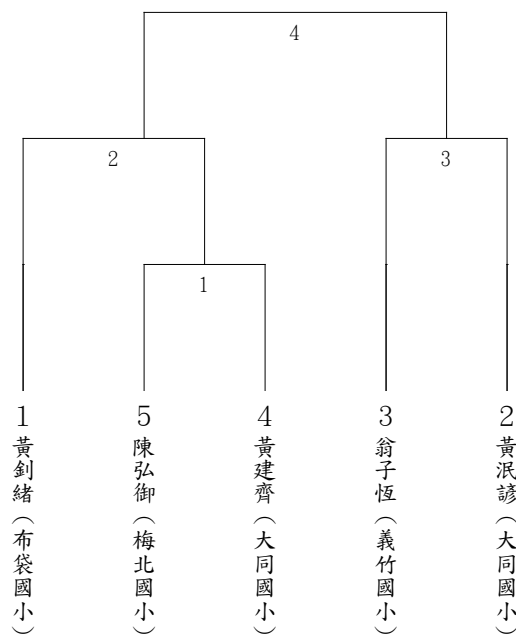 4
2
3
1
1 黃釗緒（布袋國小）
5 陳弘御（梅北國小）
4 黃建齊（大同國小）
3 翁子恆（義竹國小）
2 黃泯諺（大同國小）